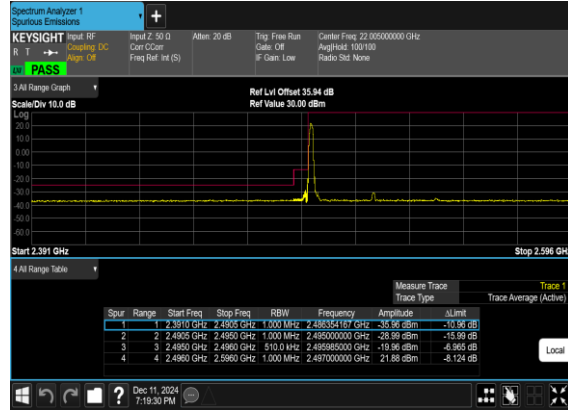 Spectrum Analyzer 1
Spurious Emissions
+
KEYSIGHT Input: RF Input Z: 50 Ω Atten: 20 dB Trig: Free Run Center Freq: 22.005000000 GHz
R T Coupling: DC Corr CCorr Gate: Off Avg|Hold: 100/100
Align: Off Freq Ref: Int (S) IF Gain: Low Radio Std: None
LW PASS
3 All Range Graph Ref Lvl Offset 35.94 dB
Scale/Div 10.0 dB Ref Value 30.00 dBm
Log
20.0
10.0
0.00
-10.0
-20.0
-30.0
-40.0
-50.0
-60.0
Start 2.391 GHz Stop 2.596 GHz
4 All Range Table
Measure Trace Trace 1
Trace Type Trace Average (Active)
Spur Range Start Freq Stop Freq RBW Frequency Amplitude ΔLimit
1 1 2.3910 GHz 2.4905 GHz 1.000 MHz 2.486354167 GHz -35.96 dBm -10.96 dB
2 2 2.4905 GHz 2.4950 GHz 1.000 MHz 2.495000000 GHz -28.99 dBm -15.99 dB
3 3 2.4950 GHz 2.4960 GHz 510.0 kHz 2.495985000 GHz -19.96 dBm -6.965 dB
4 4 2.4960 GHz 2.5960 GHz 1.000 MHz 2.497000000 GHz 21.88 dBm -8.124 dB
Local
? Dec 11, 2024
7:19:30 PM